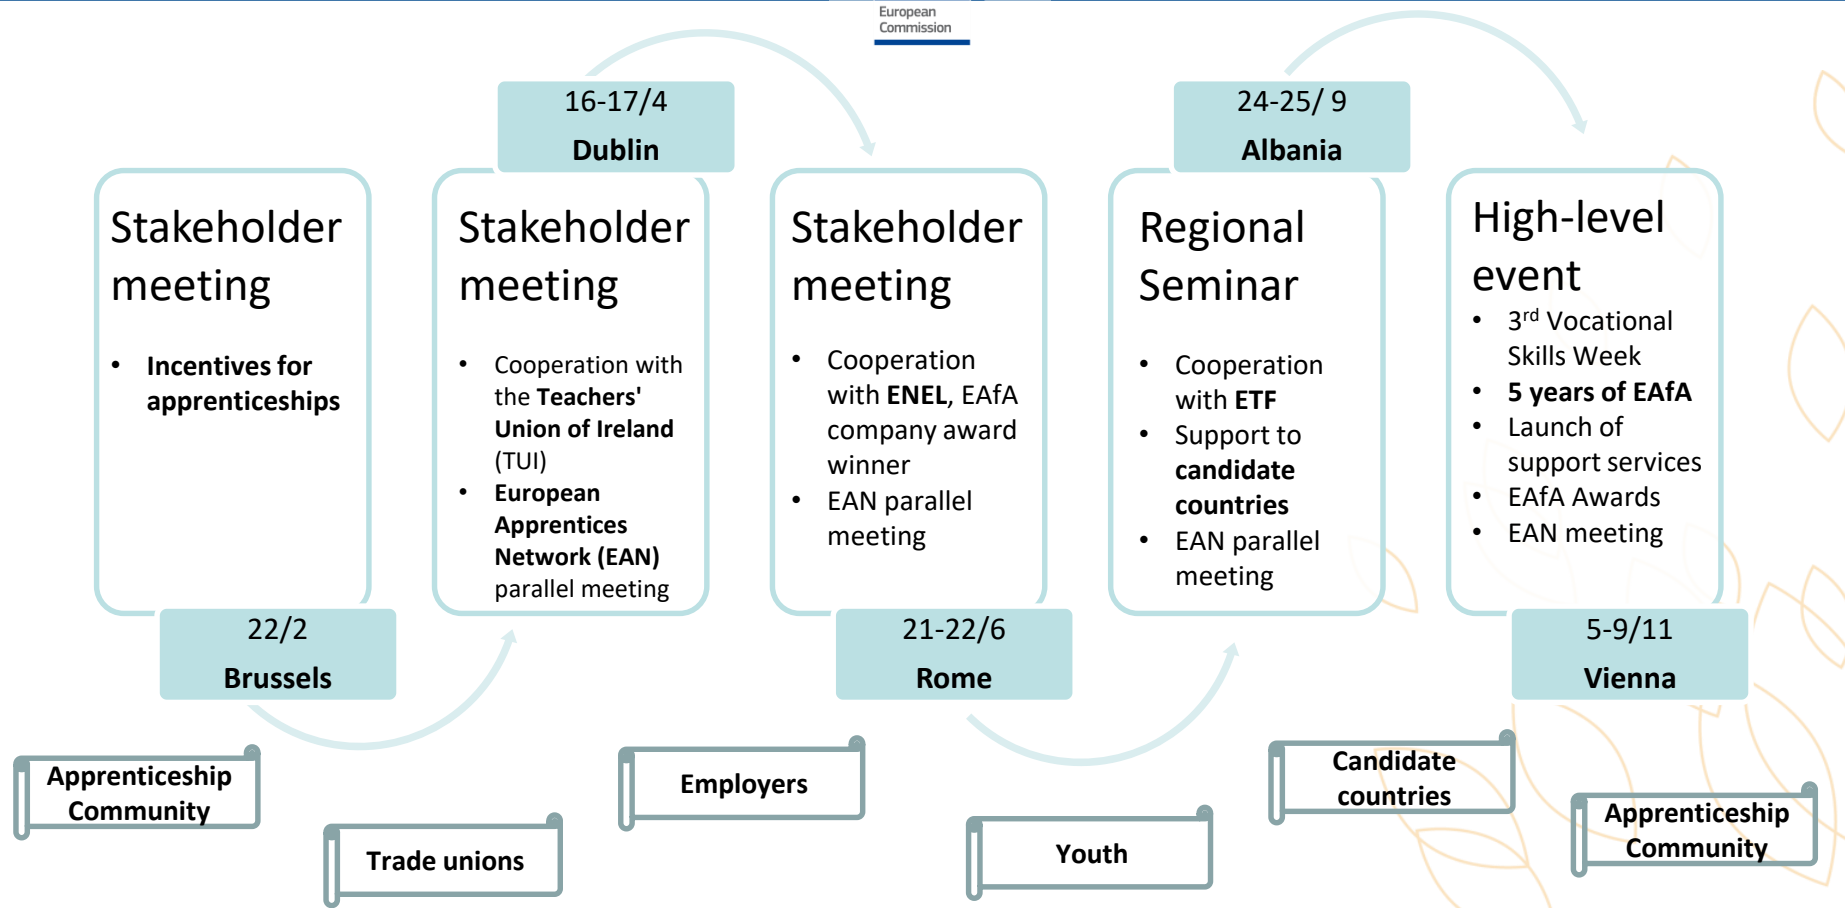 European
Commission
16-17/4
Dublin
24-25/ 9
Albania
Stakeholder
meeting
• Incentives for
apprenticeships
22/2
Brussels
Stakeholder
meeting
• Cooperation with
the Teachers'
Union of Ireland
(TUI)
• European
Apprentices
Network (EAN)
parallel meeting
Stakeholder
meeting
• Cooperation
with ENEL, EAfA
company award
winner
• EAN parallel
meeting
21-22/6
Rome
Regional
Seminar
• Cooperation
with ETF
• Support to
candidate
countries
• EAN parallel
meeting
High-level
event
• 3rd Vocational
Skills Week
• 5 years of EAfA
• Launch of
support services
• EAfA Awards
• EAN meeting
5-9/11
Vienna
Apprenticeship
Community
Trade unions
Employers
Youth
Candidate
countries
Apprenticeship
Community